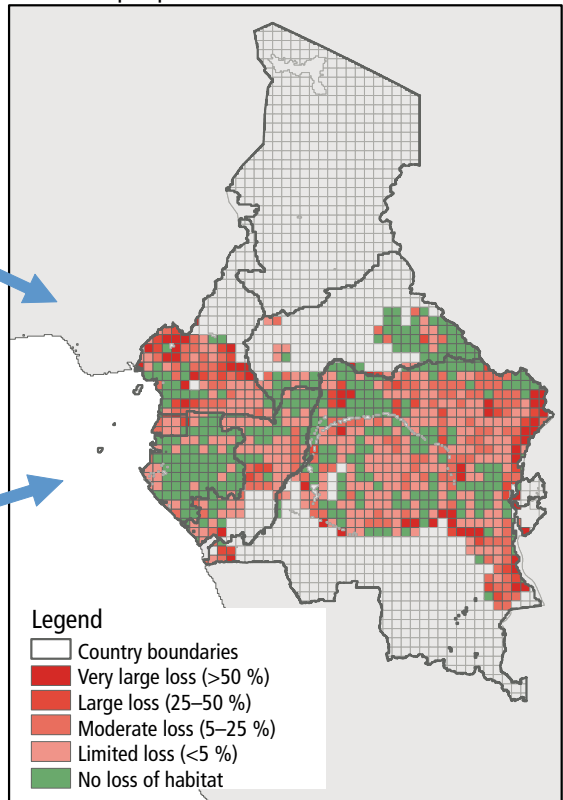 Legend
Country boundaries
Very large loss (>50 %)
Large loss (25–50 %)
Moderate loss (5–25 %)
Limited loss (<5 %)
No loss of habitat